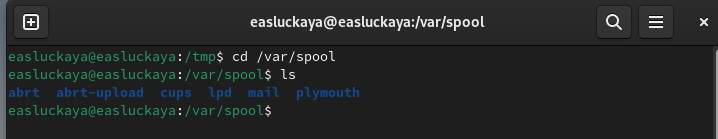 easluckaya@easluckaya:/var/spool
easluckaya@easluckaya:/tmp$ cd /var/spool
easluckaya@easluckaya:/var/spool$ ls
abrt  abrt-upload  cups  lpd  mail  plymouth
easluckaya@easluckaya:/var/spool$